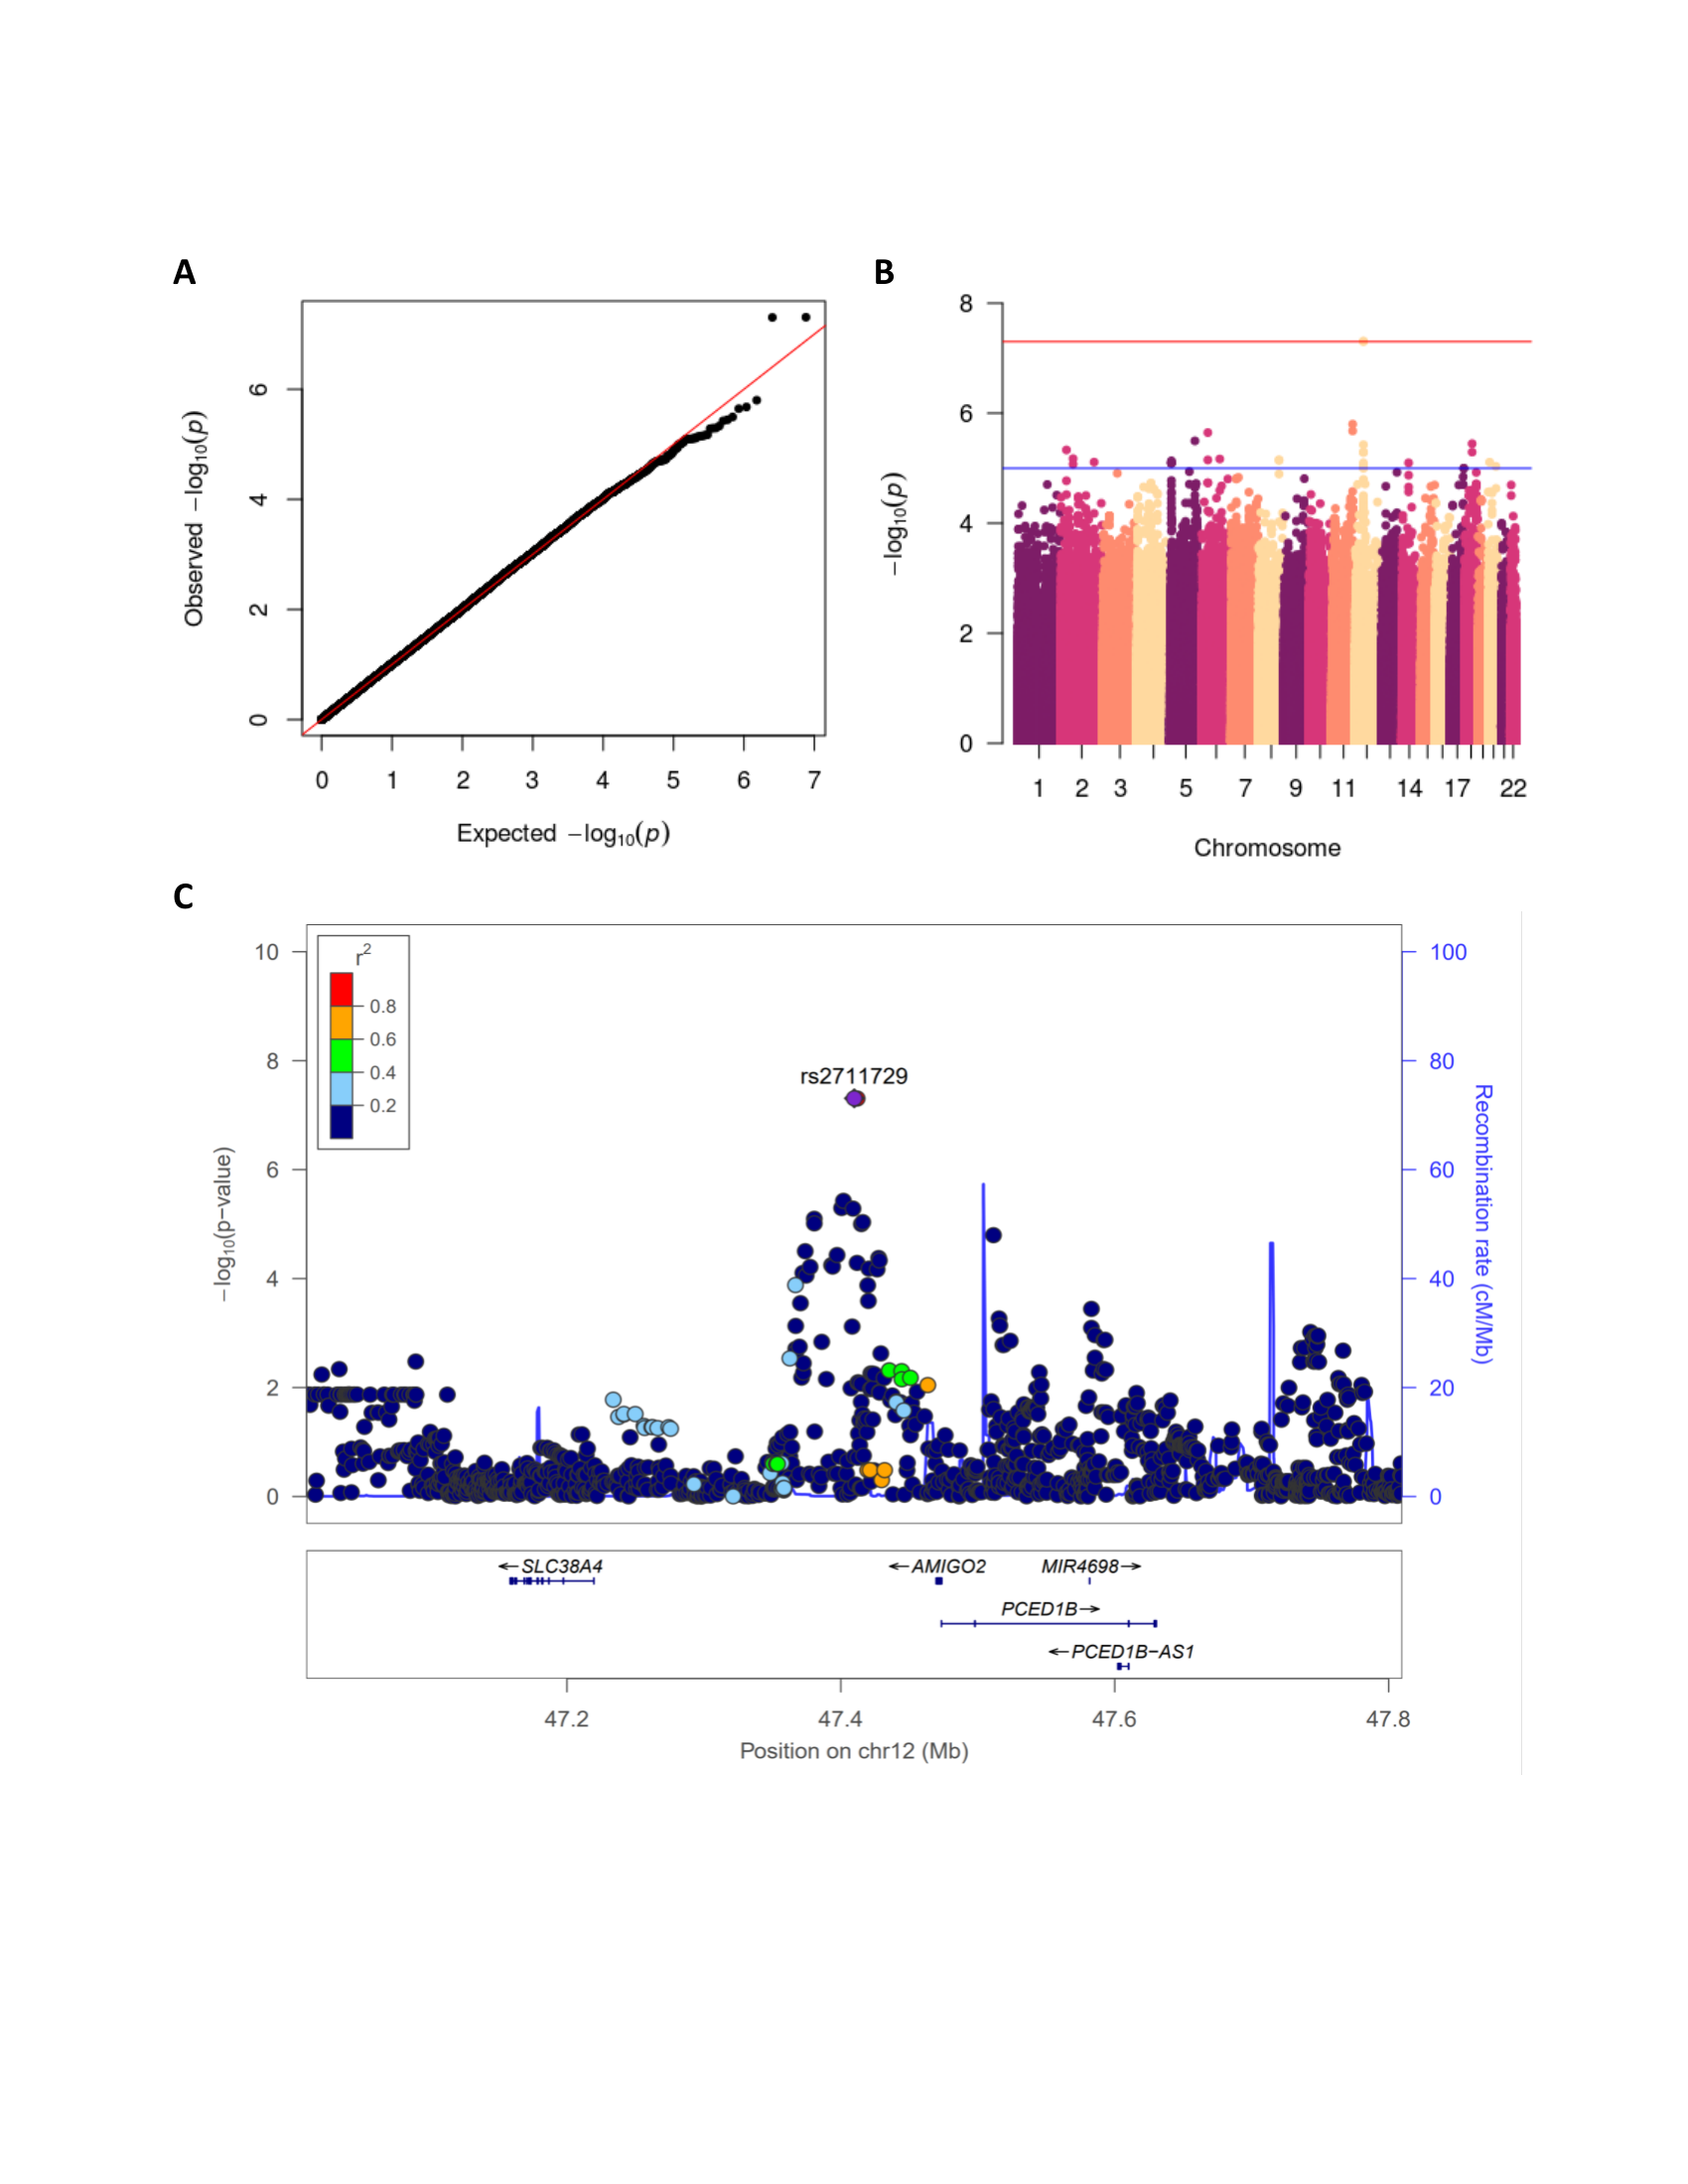 A
B
Observed −log10(p)
6
4
2
0
0 1 2 3 4 5 6 7
Expected −log10(p)
−log10(p)
8
6
4
2
0
1 2 3 5 7 9 11 14 17 22
Chromosome
C
r2
0.8
0.6
0.4
0.2
rs2711729
−log10(p−value)
10
8
6
4
2
0
100
80
60
40
20
0
Recombination rate (cM/Mb)
←SLC38A4
←AMIGO2
MIR4698→
PCED1B→
←PCED1B−AS1
47.2 47.4 47.6 47.8
Position on chr12 (Mb)